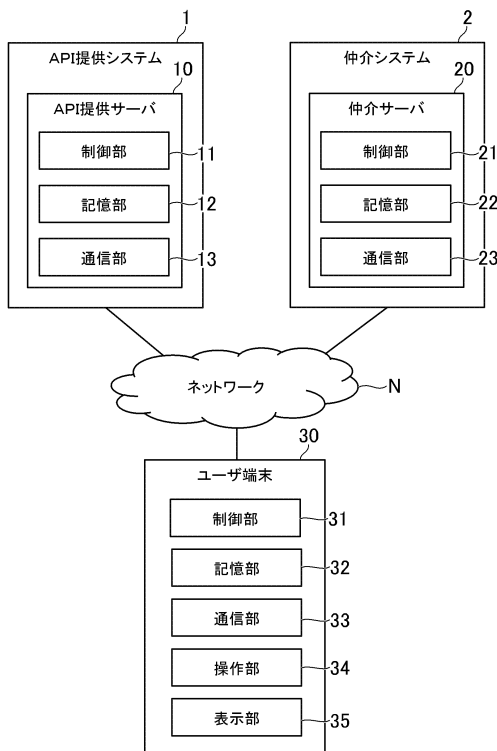 1
API提供システム
10
API提供サーバ
制御部
11
記憶部
12
通信部
13
2
仲介システム
20
仲介サーバ
制御部
21
記憶部
22
通信部
23
ネットワーク
N
30
ユーザ端末
制御部
31
記憶部
32
通信部
33
操作部
34
表示部
35